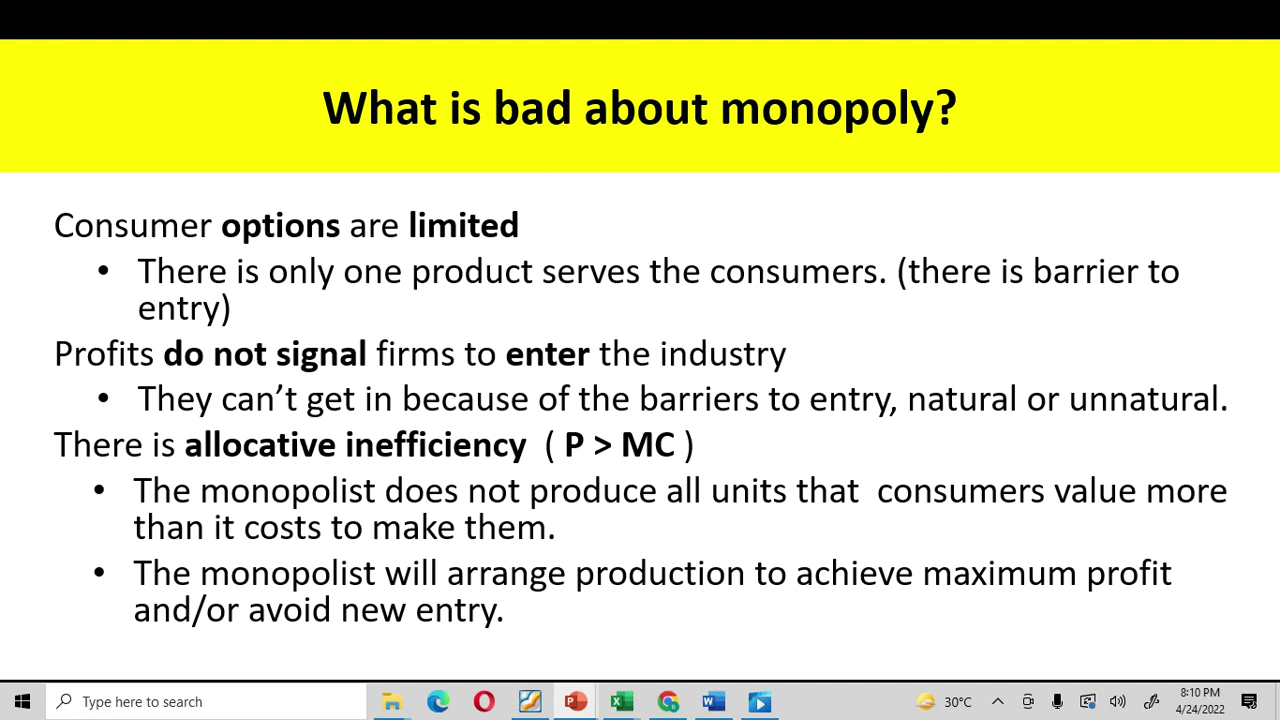 What is bad about monopoly?
Consumer options are limited
• There is only one product serves the consumers. (there is barrier to
entry)
Profits do not signal firms to enter the industry
• They can’t get in because of the barriers to entry, natural or unnatural.
There is allocative inefficiency ( P > MC )
• The monopolist does not produce all units that consumers value more
than it costs to make them.
• The monopolist will arrange production to achieve maximum profit
and/or avoid new entry.
Type here to search
30°C
8:10 PM
4/24/2022